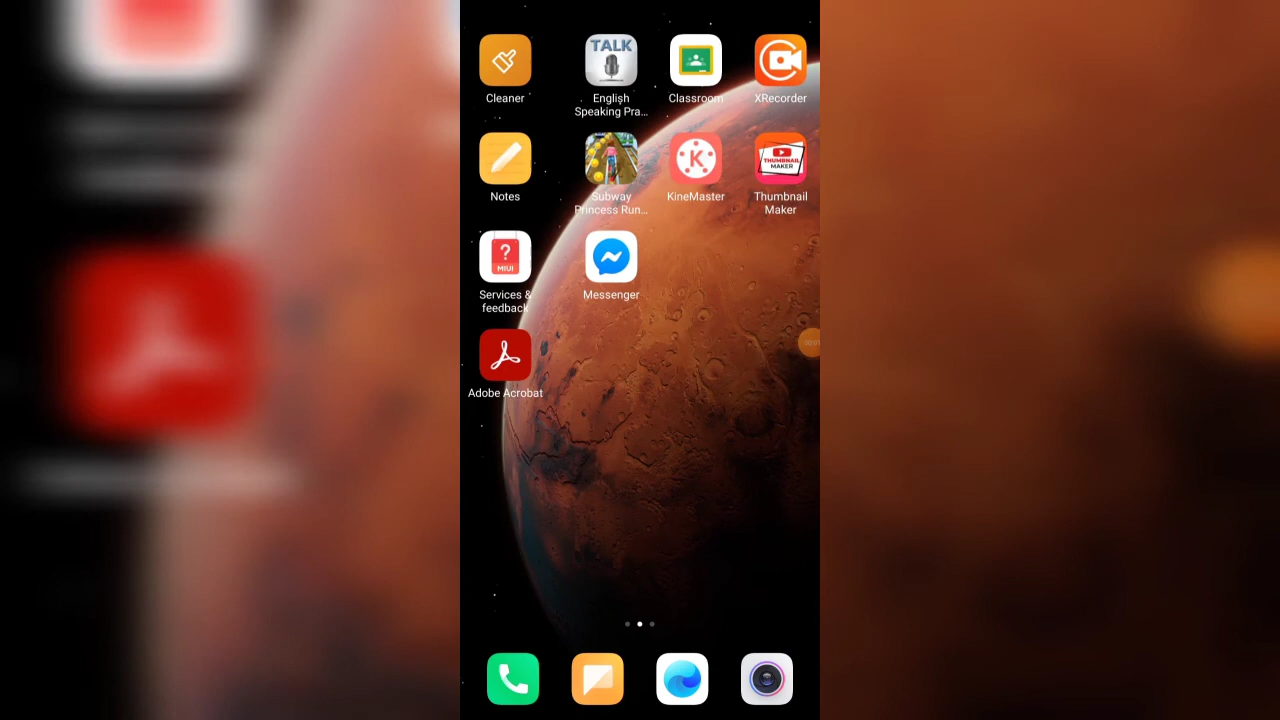 TALK
Cleaner
English
Speaking Pra...
Classroom
XRecorder
THUMBNAIL
MAKER
Notes
Subway
Princess Run...
K
KineMaster
Thumbnail
Maker
?
MIUI
Services &
feedback
Messenger
Adobe Acrobat